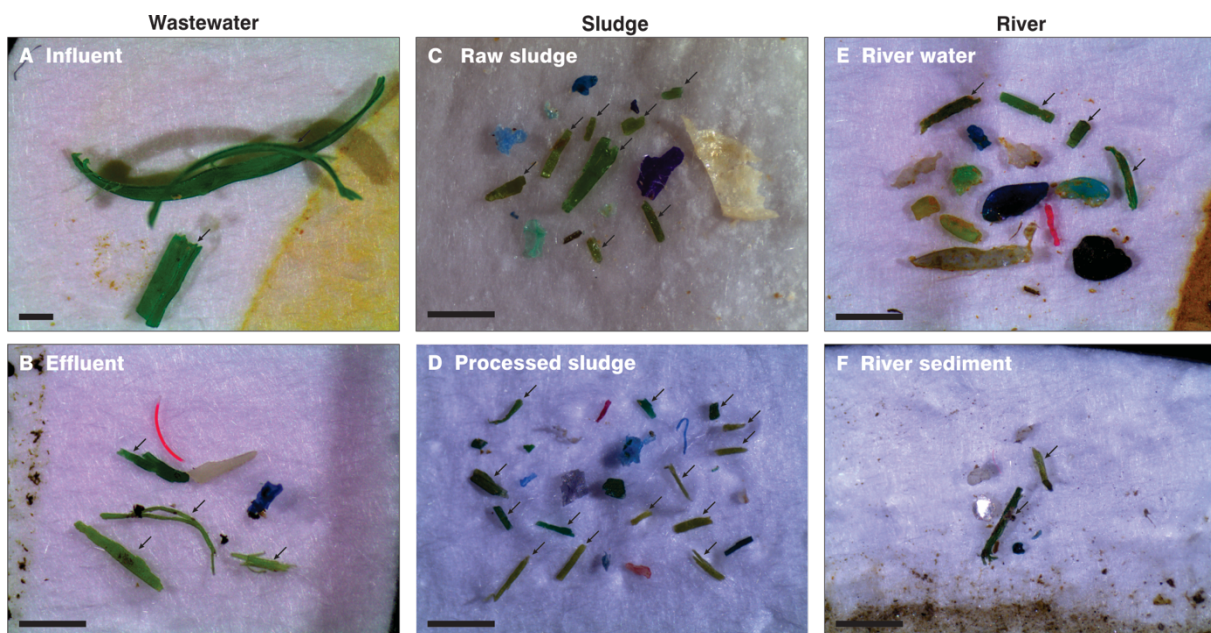 Wastewater
Sludge
River
A Influent
C Raw sludge
E River water
B Effluent
D Processed sludge
F River sediment